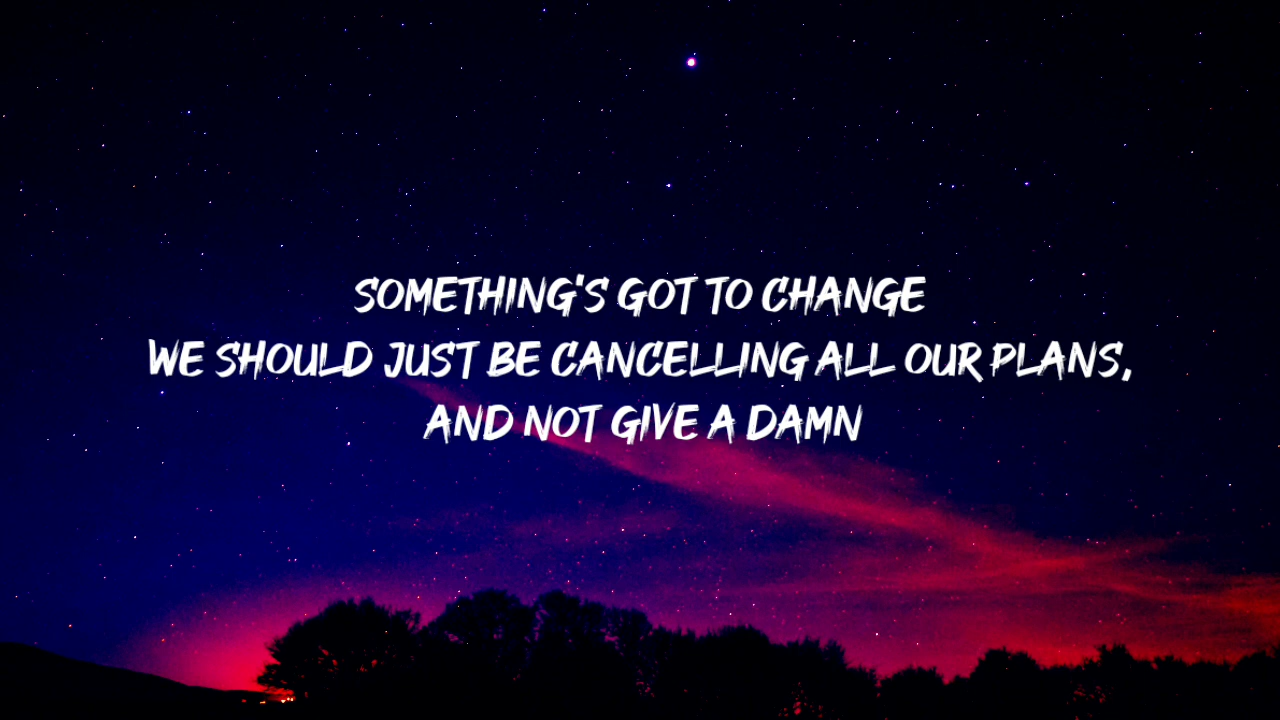 SOMETHING'S GOT TO CHANGE
WE SHOULD JUST BE CANCELLING ALL OUR PLANS,
AND NOT GIVE A DAMN